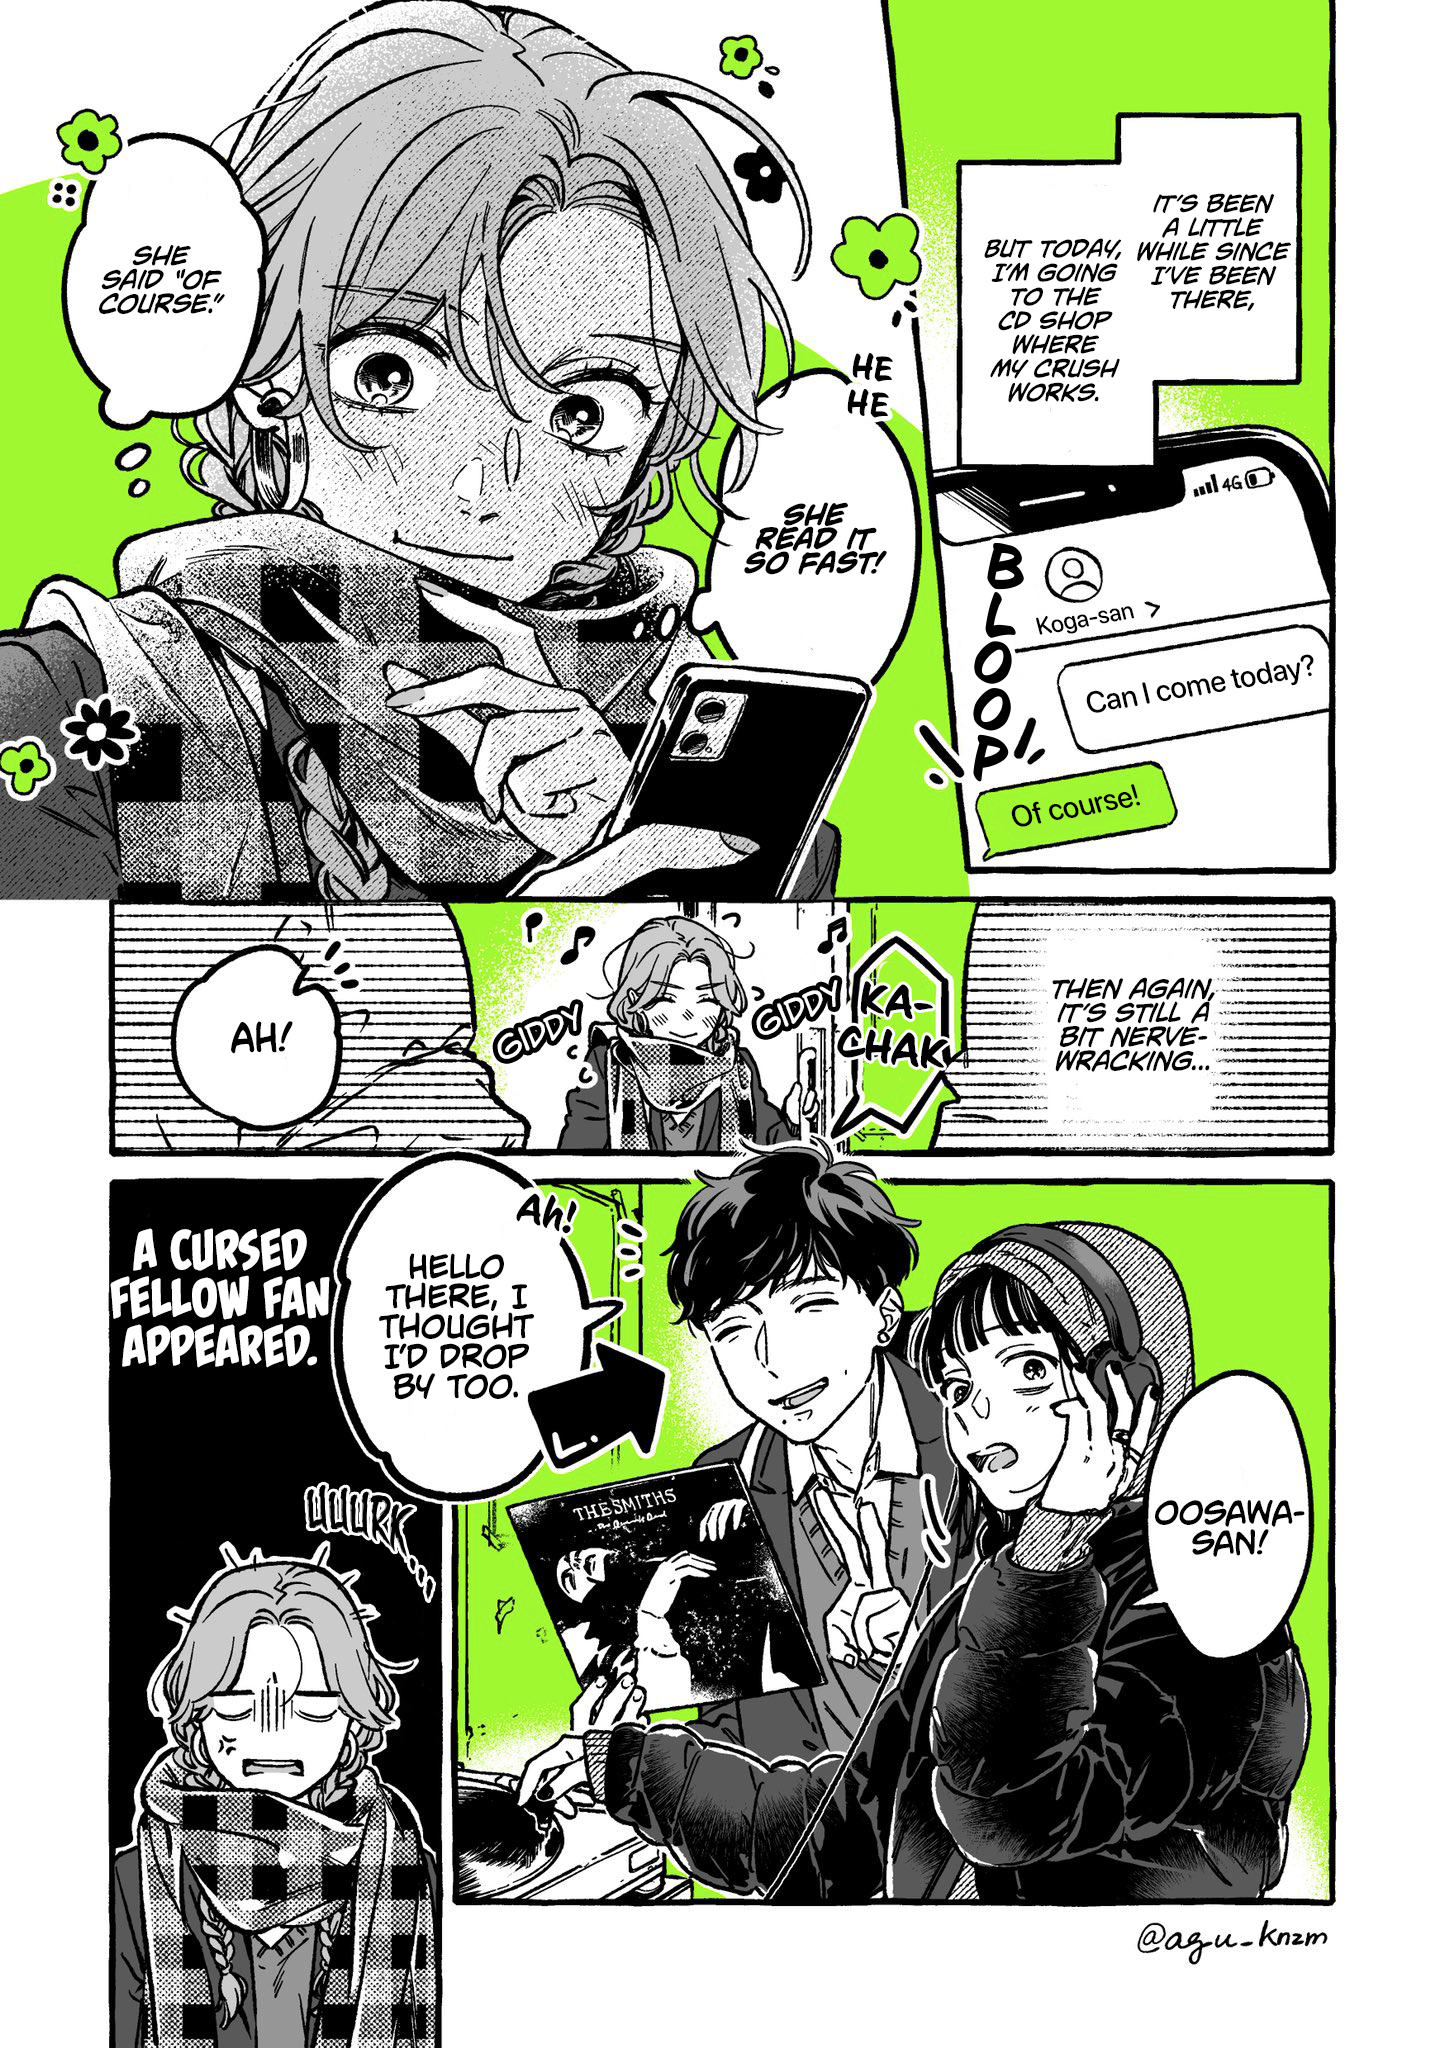 IT'S BEEN
A LITTLE
WHILE SINCE
I'VE BEEN
THERE,
BUT TODAY,
I'M GOING
TO THE
CD SHOP
WHERE
MY CRUSH
WORKS.
4G
Koga-san >
Can I come today?
Of course!
BLOOP
HE
HE
SHE
READ IT
SO FAST!
SHE
SAID "OF
COURSE."
THEN AGAIN,
IT'S STILL A
BIT NERVE-
WRACKING...
KA-
CHAK
GIDDY
GIDDY
AH!
OOSAWA-
SAN!
Ah!
HELLO
THERE, I
THOUGHT
I'D DROP
BY TOO.
THE SMITHS
A CURSED
FELLOW FAN
APPEARED.
UUURK...
@agu_knzm